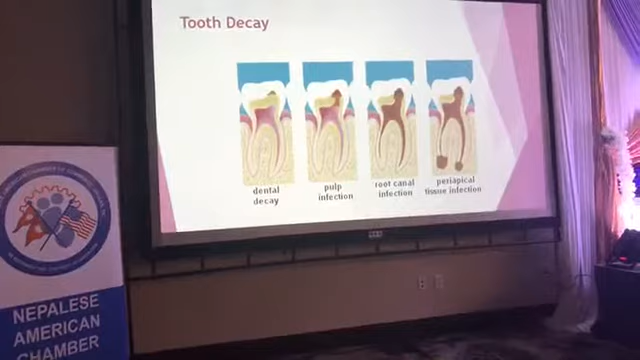 Tooth Decay
dental
decay
pulp
infection
root canal
infection
periapical
tissue infection
NEPALESE
AMERICAN
CHAMBER